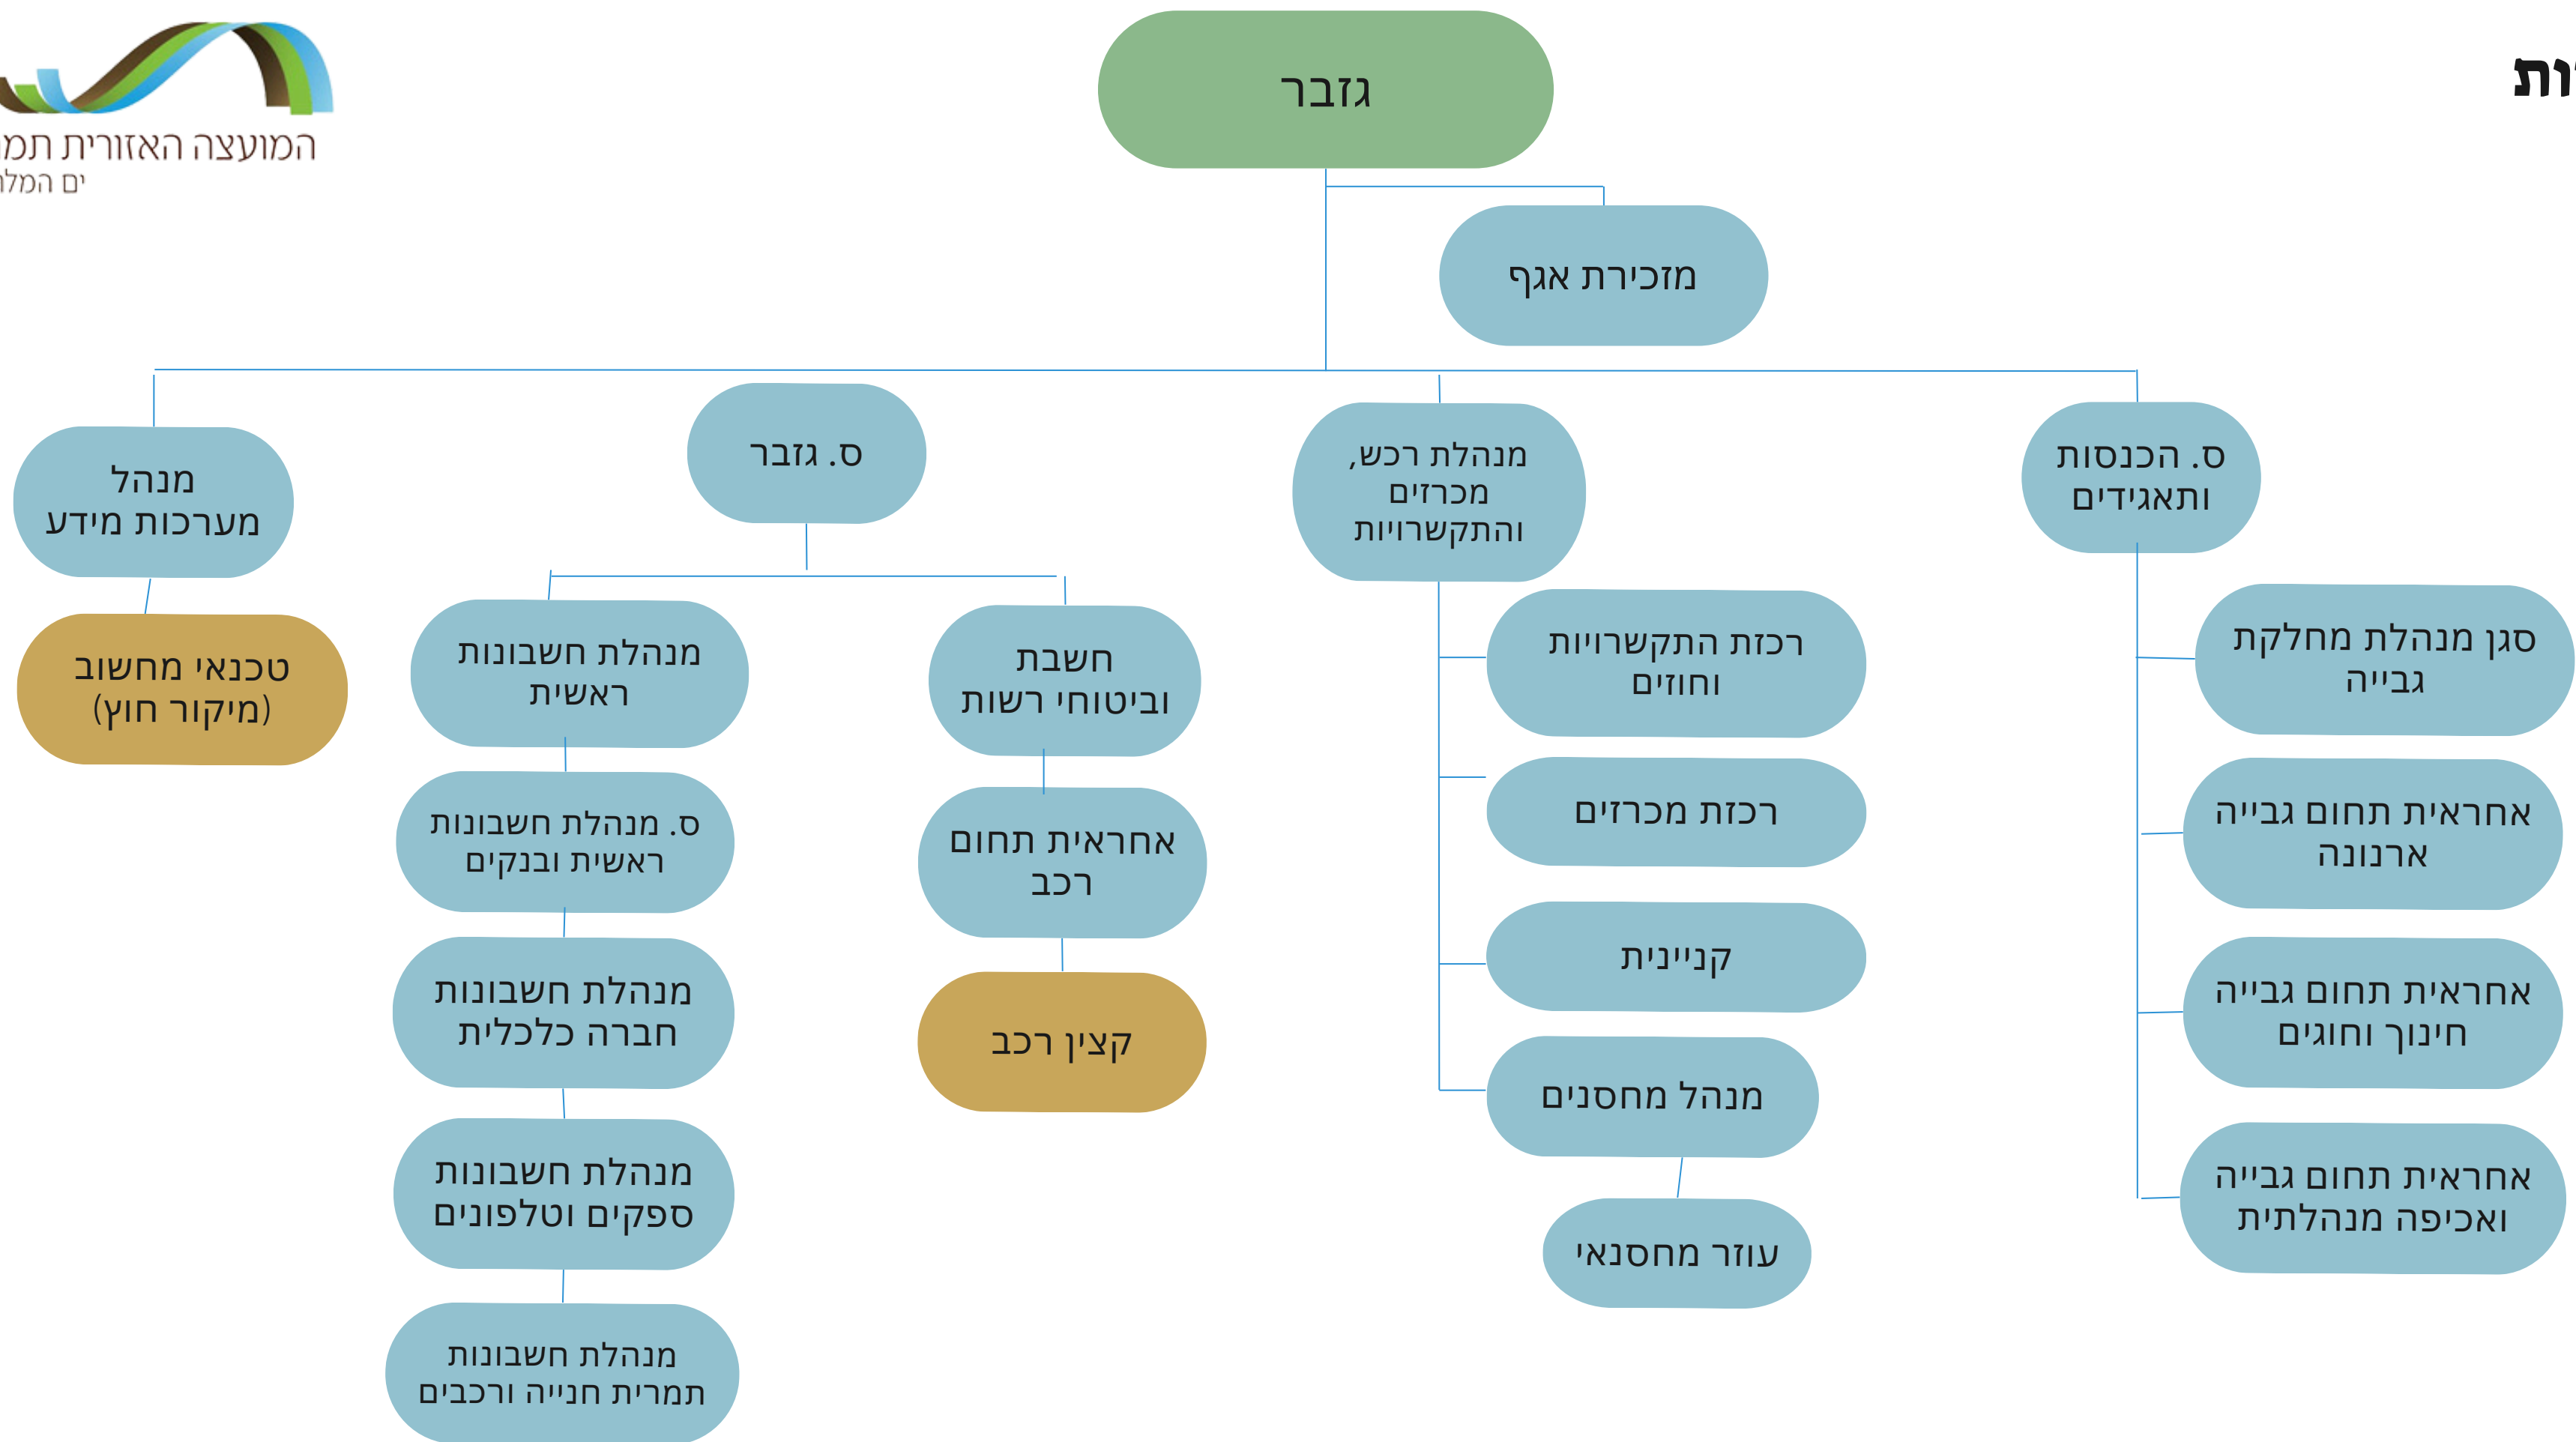 המועצה האזורית
גזבר
מזכירת אגף
ס. הכנסות
ותאגידים
סגן מנהלת מחלקת
גבייה
אחראית תחום גבייה
ארנונה
אחראית תחום גבייה
חינוך וחוגים
אחראית תחום גבייה
ואכיפה מנהלתית
מנהלת רכש,
מכרזים
והתקשרויות
רכזת התקשרויות
וחוזים
רכזת מכרזים
קניינית
מנהל מחסנים
עוזר מחסנאי
ס. גזבר
חשבת
וביטוחי רשות
אחראית תחום
רכב
קצין רכב
מנהלת חשבונות
ראשית
ס. מנהלת חשבונות
ראשית ובנקים
מנהלת חשבונות
חברה כלכלית
מנהלת חשבונות
ספקים וטלפונים
מנהלת חשבונות
תמרית חנייה ורכבים
מנהל
מערכות מידע
טכנאי מחשוב
(מיקור חוץ)